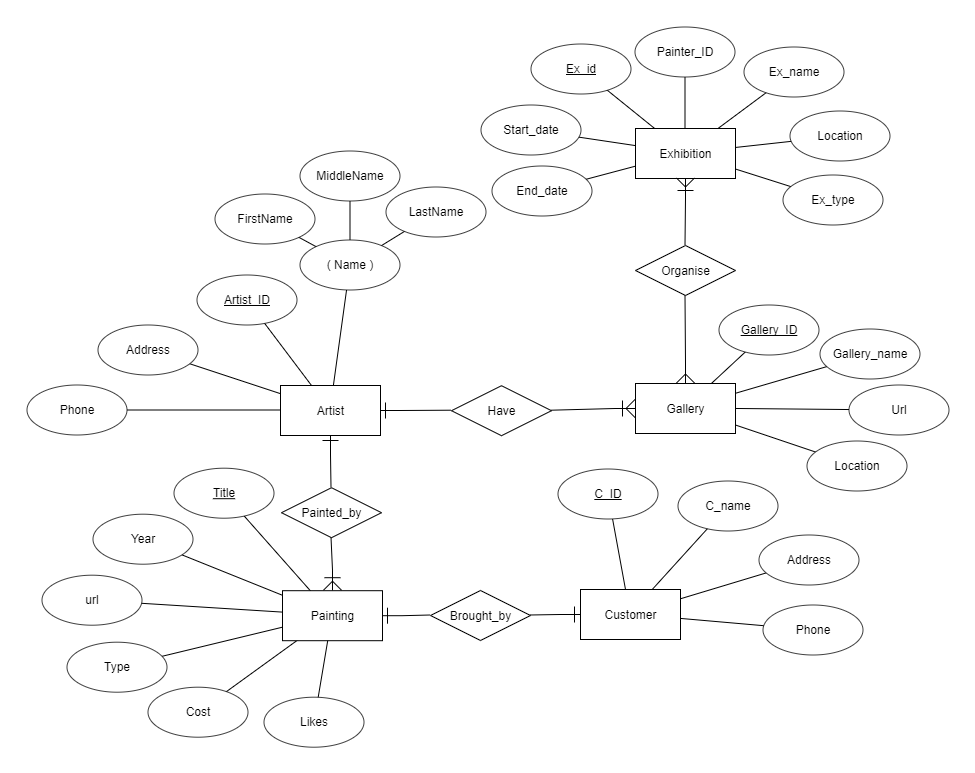 Painter_ID
Ex_id
Ex_name
Start_date
Location
Exhibition
End_date
Ex_type
MiddleName
FirstName
LastName
( Name )
Organise
Artist_ID
Gallery_ID
Address
Gallery_name
Phone
Artist
Have
Gallery
Url
Location
Title
C_ID
C_name
Painted_by
Year
Address
url
Painting
Brought_by
Customer
Phone
Type
Cost
Likes